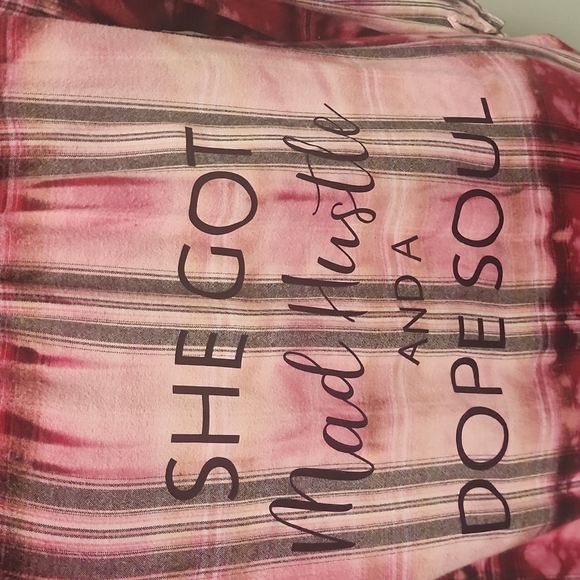 SHE GOT
Mad Hustle
AND A
DOPE SOUL